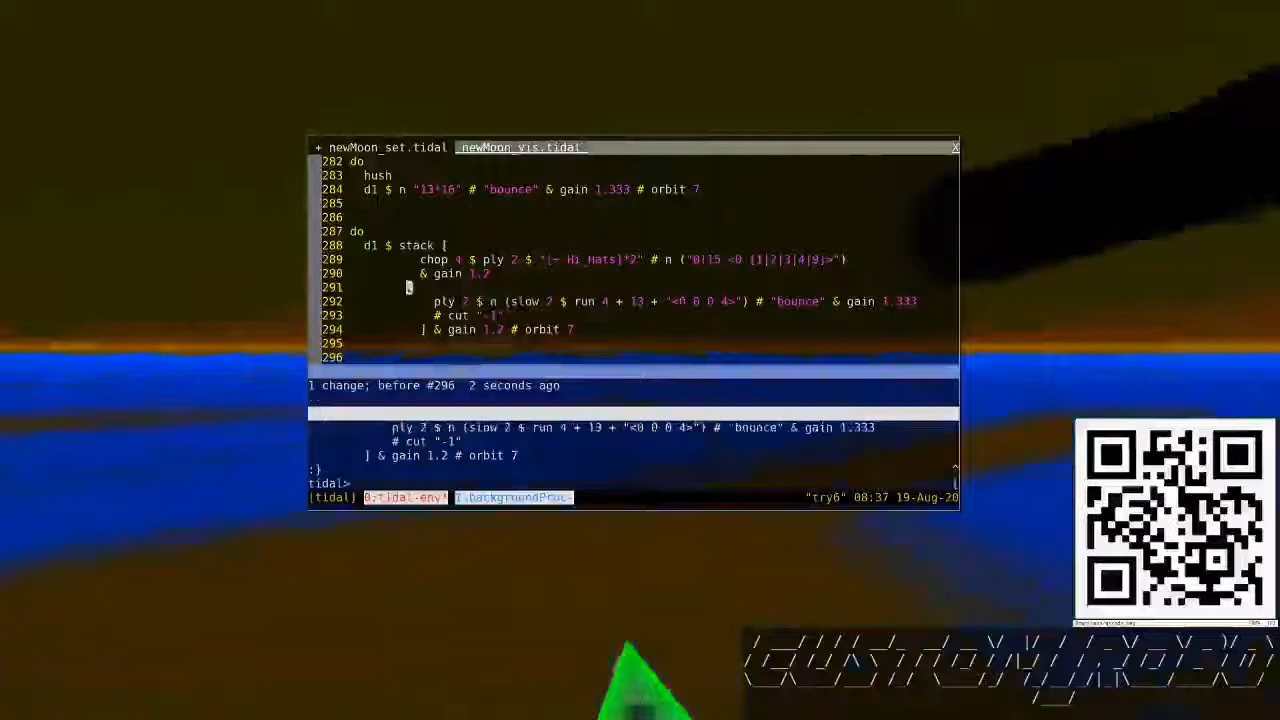 + newMoon_set.tidal  newMoon_vis.tidal X
282 do
283   hush
284   d1 $ n "13*16" # "bounce" & gain 1.333 # orbit 7
285
286
287 do
288   d1 $ stack [
289           chop 4 $ ply 2 $ "[~ Hi_Hats]*2" # n ("0|15 <0 [1|2|3|4|9]>")
290           & gain 1.2
291         ,
292             ply 2 $ n (slow 2 $ run 4 + 13 + "<0 0 0 4>") # "bounce" & gain 1.333
293             # cut "-1"
294           ] & gain 1.2 # orbit 7
295
296
1 change; before #296  2 seconds ago
ply 2 $ n (slow 2 $ run 4 + 13 + "<0 0 0 4>") # "bounce" & gain 1.333
# cut "-1"
] & gain 1.2 # orbit 7
:}
tidal>
[tidal] 0:tidal-env* 1:backgroundProc- "try6" 08:37 19-Aug-20
CUSTOM_ROBO